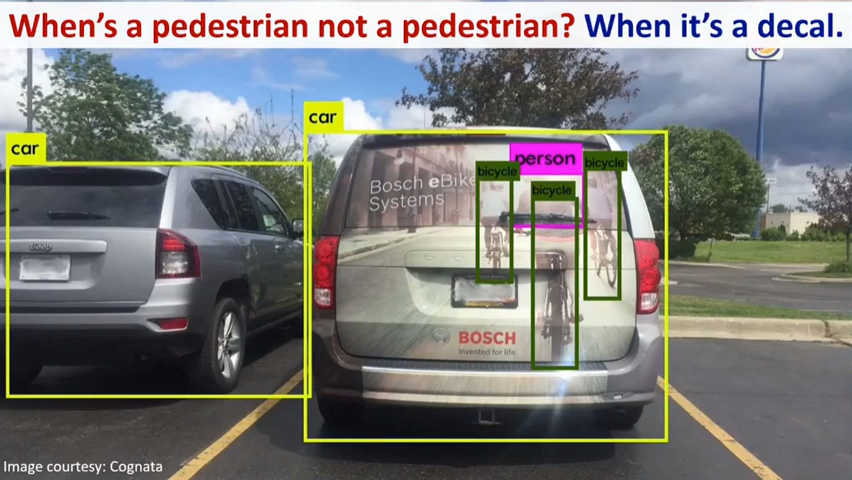 When's a pedestrian not a pedestrian? When it's a decal.
car
car
person
bicycle
bicycle
bicycle
Bosch eBike
Systems
Jeep
BOSCH
Invented for life
Image courtesy: Cognata